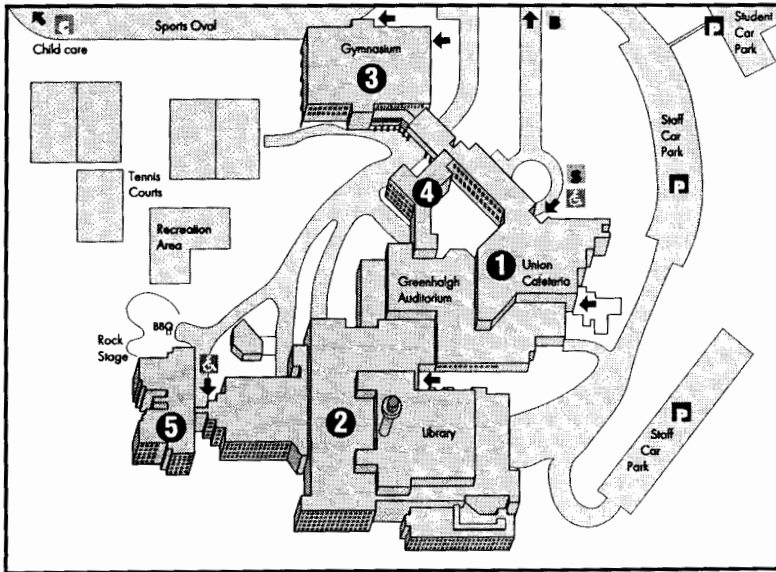 Sports Oval
Child care
Gymnasium
3
B
P
Student
Car
Park
Staff
Car
Park
P
Tennis
Courts
4
Recreation
Area
1
Union
Cafeteria
Greenhalgh
Auditorium
BBQ
Rock
Stage
5
2
Library
P
Staff
Car
Park